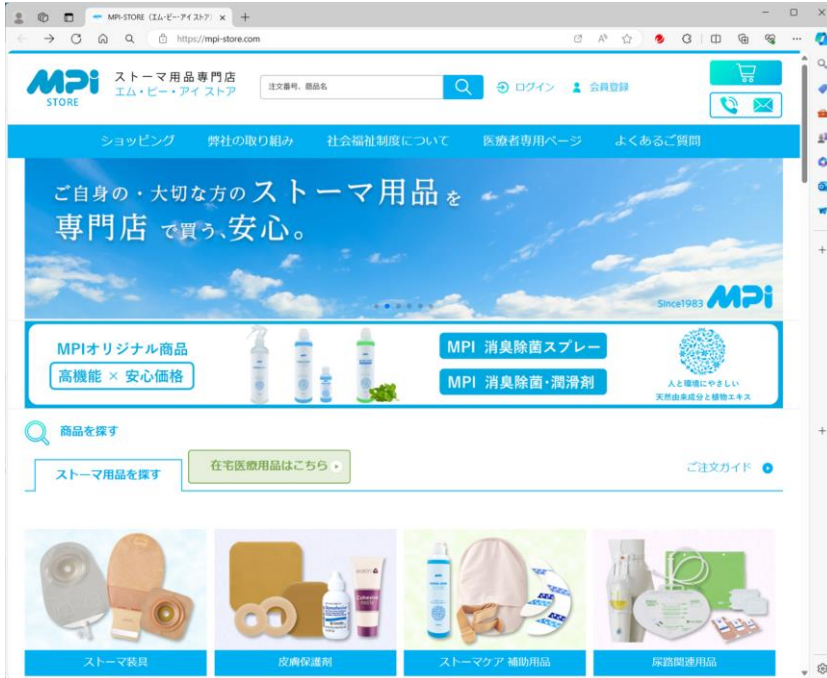 MPI-STORE (エム・ビー・アイ ストア)
https://mpi-store.com
MPi
STORE
ストーマ用品専門店
エム・ピー・アイ ストア
注文番号、商品名
ログイン
会員登録
ショッピング
弊社の取り組み
社会福祉制度について
医療者専用ページ
よくあるご質問
ご自身の・大切な方のストーマ用品を
専門店で買う、安心。
Since1983 MPi
MPIオリジナル商品
高機能 × 安心価格
MPI 消臭除菌スプレー
MPI 消臭除菌・潤滑剤
人と環境にやさしい
天然由来成分と植物エキス
商品を探す
ストーマ用品を探す
在宅医療用品はこちら
ご注文ガイド
ストーマ装具
皮膚保護剤
ストーマケア 補助用品
尿路関連用品